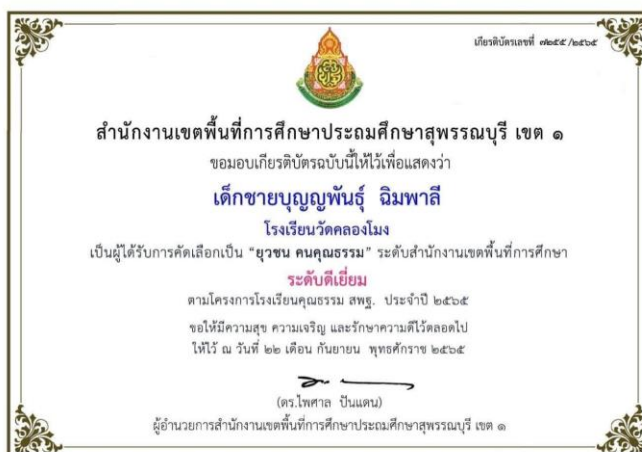 เกียรติบัตรเลขที่ ๗๒๕๕ /๒๕๖๕
สำนักงานเขตพื้นที่การศึกษาประถมศึกษาสุพรรณบุรี เขต ๑
ขอมอบเกียรติบัตรฉบับนี้ให้ไว้เพื่อแสดงว่า
เด็กชายบุญญพันธุ์ ฉิมพาลี
โรงเรียนวัดคลองโมง
เป็นผู้ได้รับการคัดเลือกเป็น "ยุวชน คนคุณธรรม" ระดับสำนักงานเขตพื้นที่การศึกษา
ระดับดีเยี่ยม
ตามโครงการโรงเรียนคุณธรรม สพฐ. ประจำปี ๒๕๖๕
ขอให้มีความสุข ความเจริญ และรักษาความดีไว้ตลอดไป
ให้ไว้ ณ วันที่ ๒๒ เดือน กันยายน พุทธศักราช ๒๕๖๕
(ดร.ไพศาล ปันแดน)
ผู้อำนวยการสำนักงานเขตพื้นที่การศึกษาประถมศึกษาสุพรรณบุรี เขต ๑